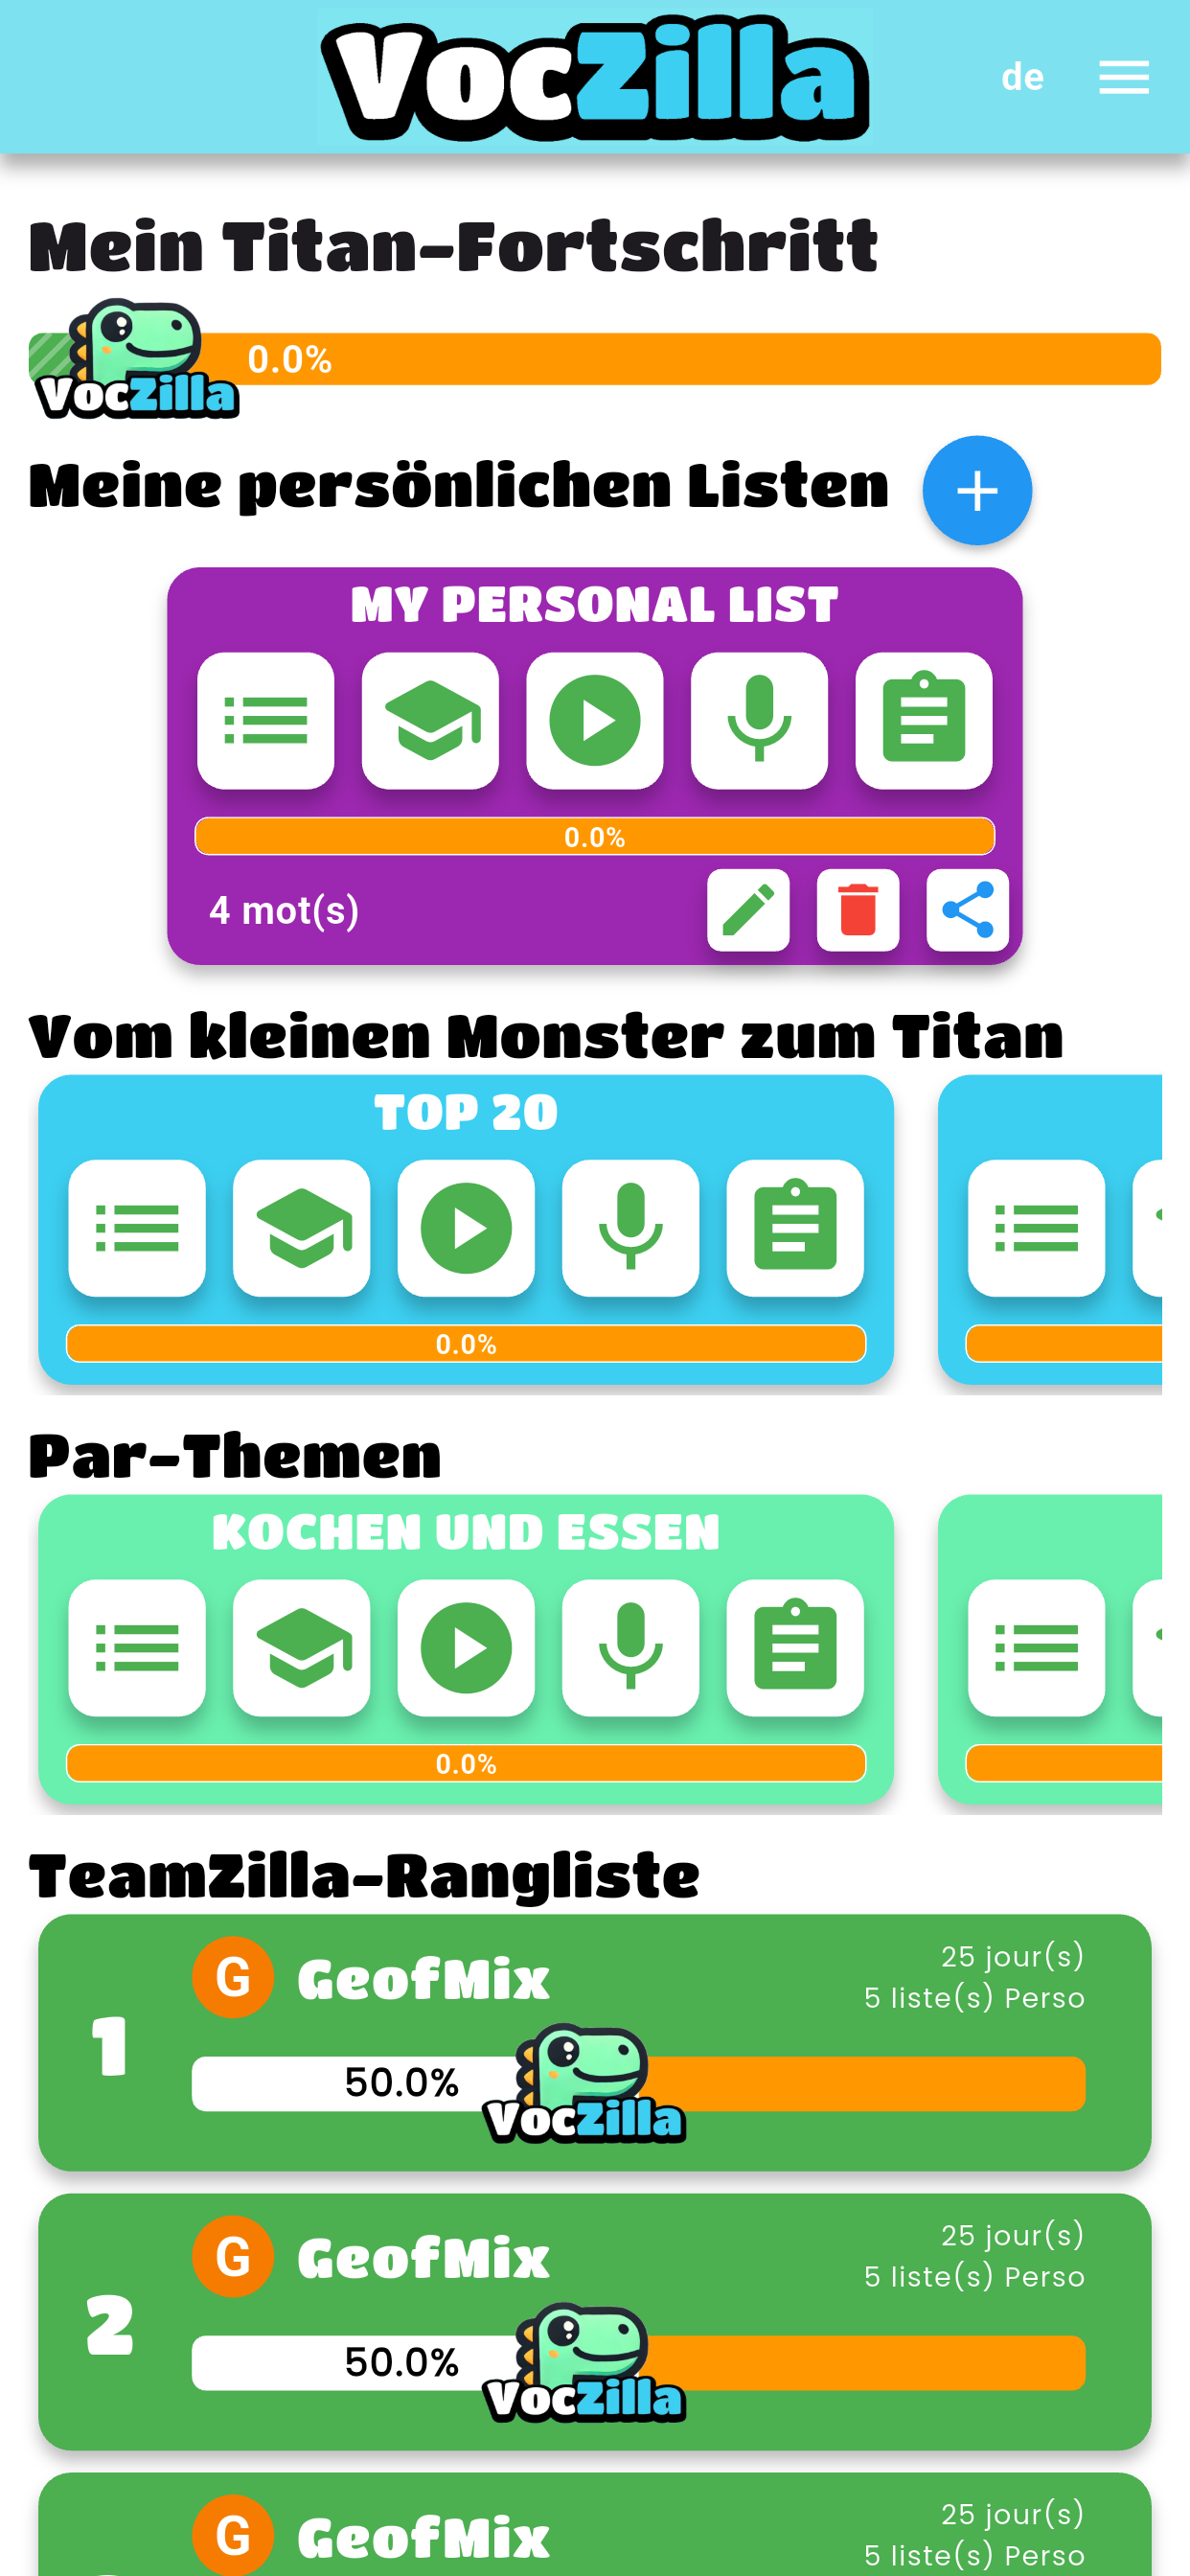 VocZilla
de
Mein Titan-Fortschritt
0.0%
VocZilla
Meine persönlichen Listen
MY PERSONAL LIST
0.0%
4 mot(s)
Vom kleinen Monster zum Titan
TOP 20
0.0%
Par-Themen
KOCHEN UND ESSEN
0.0%
TeamZilla-Rangliste
1
G GeofMix
25 jour(s)
5 liste(s) Perso
50.0%
VocZilla
2
G GeofMix
25 jour(s)
5 liste(s) Perso
50.0%
VocZilla
G GeofMix
25 jour(s)
5 liste(s) Perso